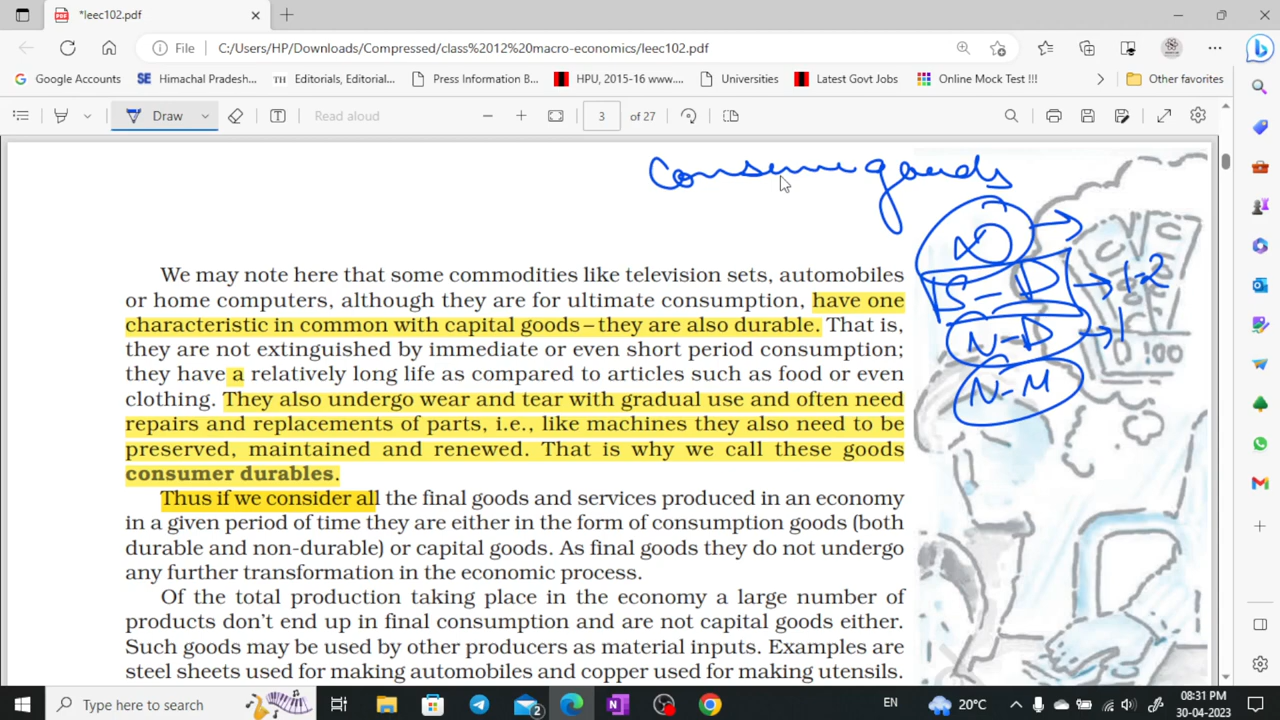 *leec102.pdf
File C:/Users/HP/Downloads/Compressed/class%2012%20macro-economics/leec102.pdf
Google Accounts SE Himachal Pradesh... TH Editorials, Editorial... Press Information B... HPU, 2015-16 www.... Universities Latest Govt Jobs Online Mock Test !!! Other favorites
Draw Read aloud 3 of 27
Consume goods
D
S-D → 1-2
N-D → 1
N-M
100
We may note here that some commodities like television sets, automobiles
or home computers, although they are for ultimate consumption, have one
characteristic in common with capital goods – they are also durable. That is,
they are not extinguished by immediate or even short period consumption;
they have a relatively long life as compared to articles such as food or even
clothing. They also undergo wear and tear with gradual use and often need
repairs and replacements of parts, i.e., like machines they also need to be
preserved, maintained and renewed. That is why we call these goods
consumer durables.
Thus if we consider all the final goods and services produced in an economy
in a given period of time they are either in the form of consumption goods (both
durable and non-durable) or capital goods. As final goods they do not undergo
any further transformation in the economic process.
Of the total production taking place in the economy a large number of
products don't end up in final consumption and are not capital goods either.
Such goods may be used by other producers as material inputs. Examples are
steel sheets used for making automobiles and copper used for making utensils.
Type here to search 2 20°C EN 08:31 PM
30-04-2023